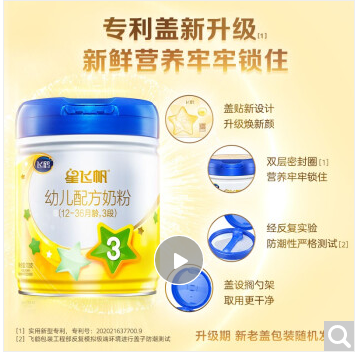 专利盖新升级[1]
新鲜营养牢牢锁住
飞鹤
星飞帆
幼儿配方奶粉
(12-36月龄,3段)
3
盖贴新设计
升级焕新颜
双层密封圈[1]
营养牢牢锁住
经反复实验
防潮性严格测试[2]
盖设搁勺架
取用更干净
[1] 实用新型专利,专利号:202021637700.9
[2] 飞鹤包装工程部反复模拟极端环境进行盖子防潮测试
升级期 新老盖包装随机发